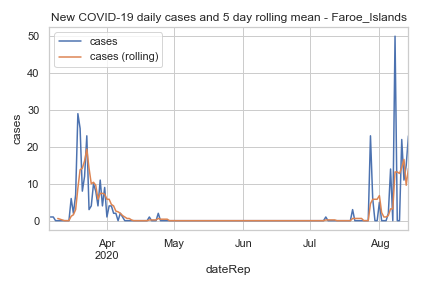 New COVID-19 daily cases and 5 day rolling mean - Faroe_Islands
cases
cases (rolling)
50
40
30
20
10
0
cases
Apr
2020
May
Jun
Jul
Aug
dateRep